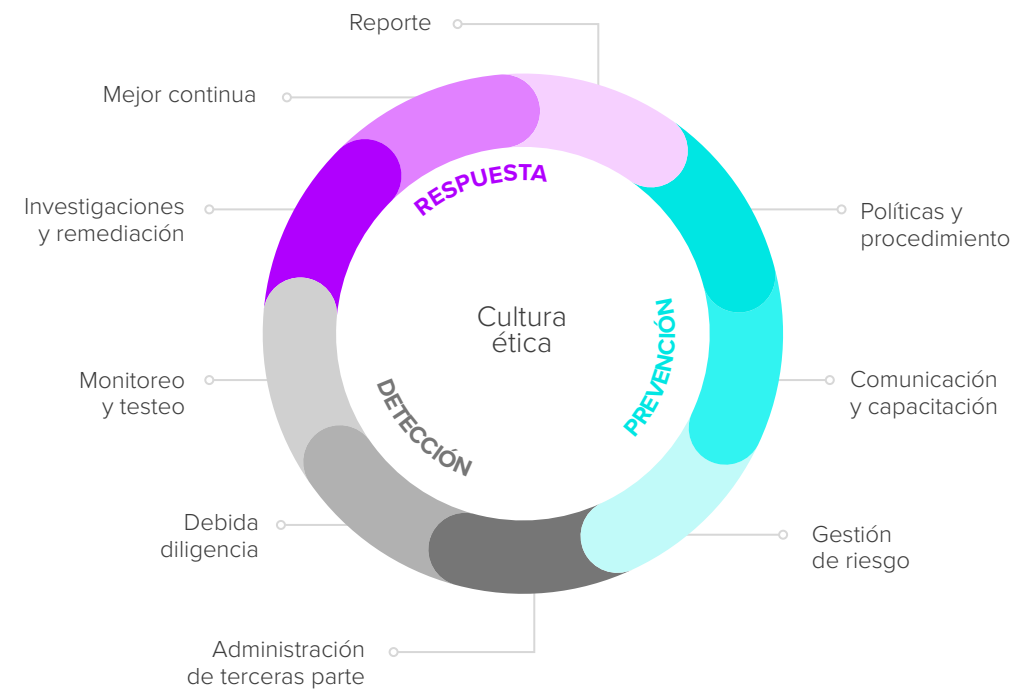 Reporte
Mejor continua
Investigaciones
y remediación
RESPUESTA
Políticas y
procedimiento
Cultura
ética
PREVENCIÓN
DETECCIÓN
Monitoreo
y testeo
Comunicación
y capacitación
Debida
diligencia
Gestión
de riesgo
Administración
de terceras parte